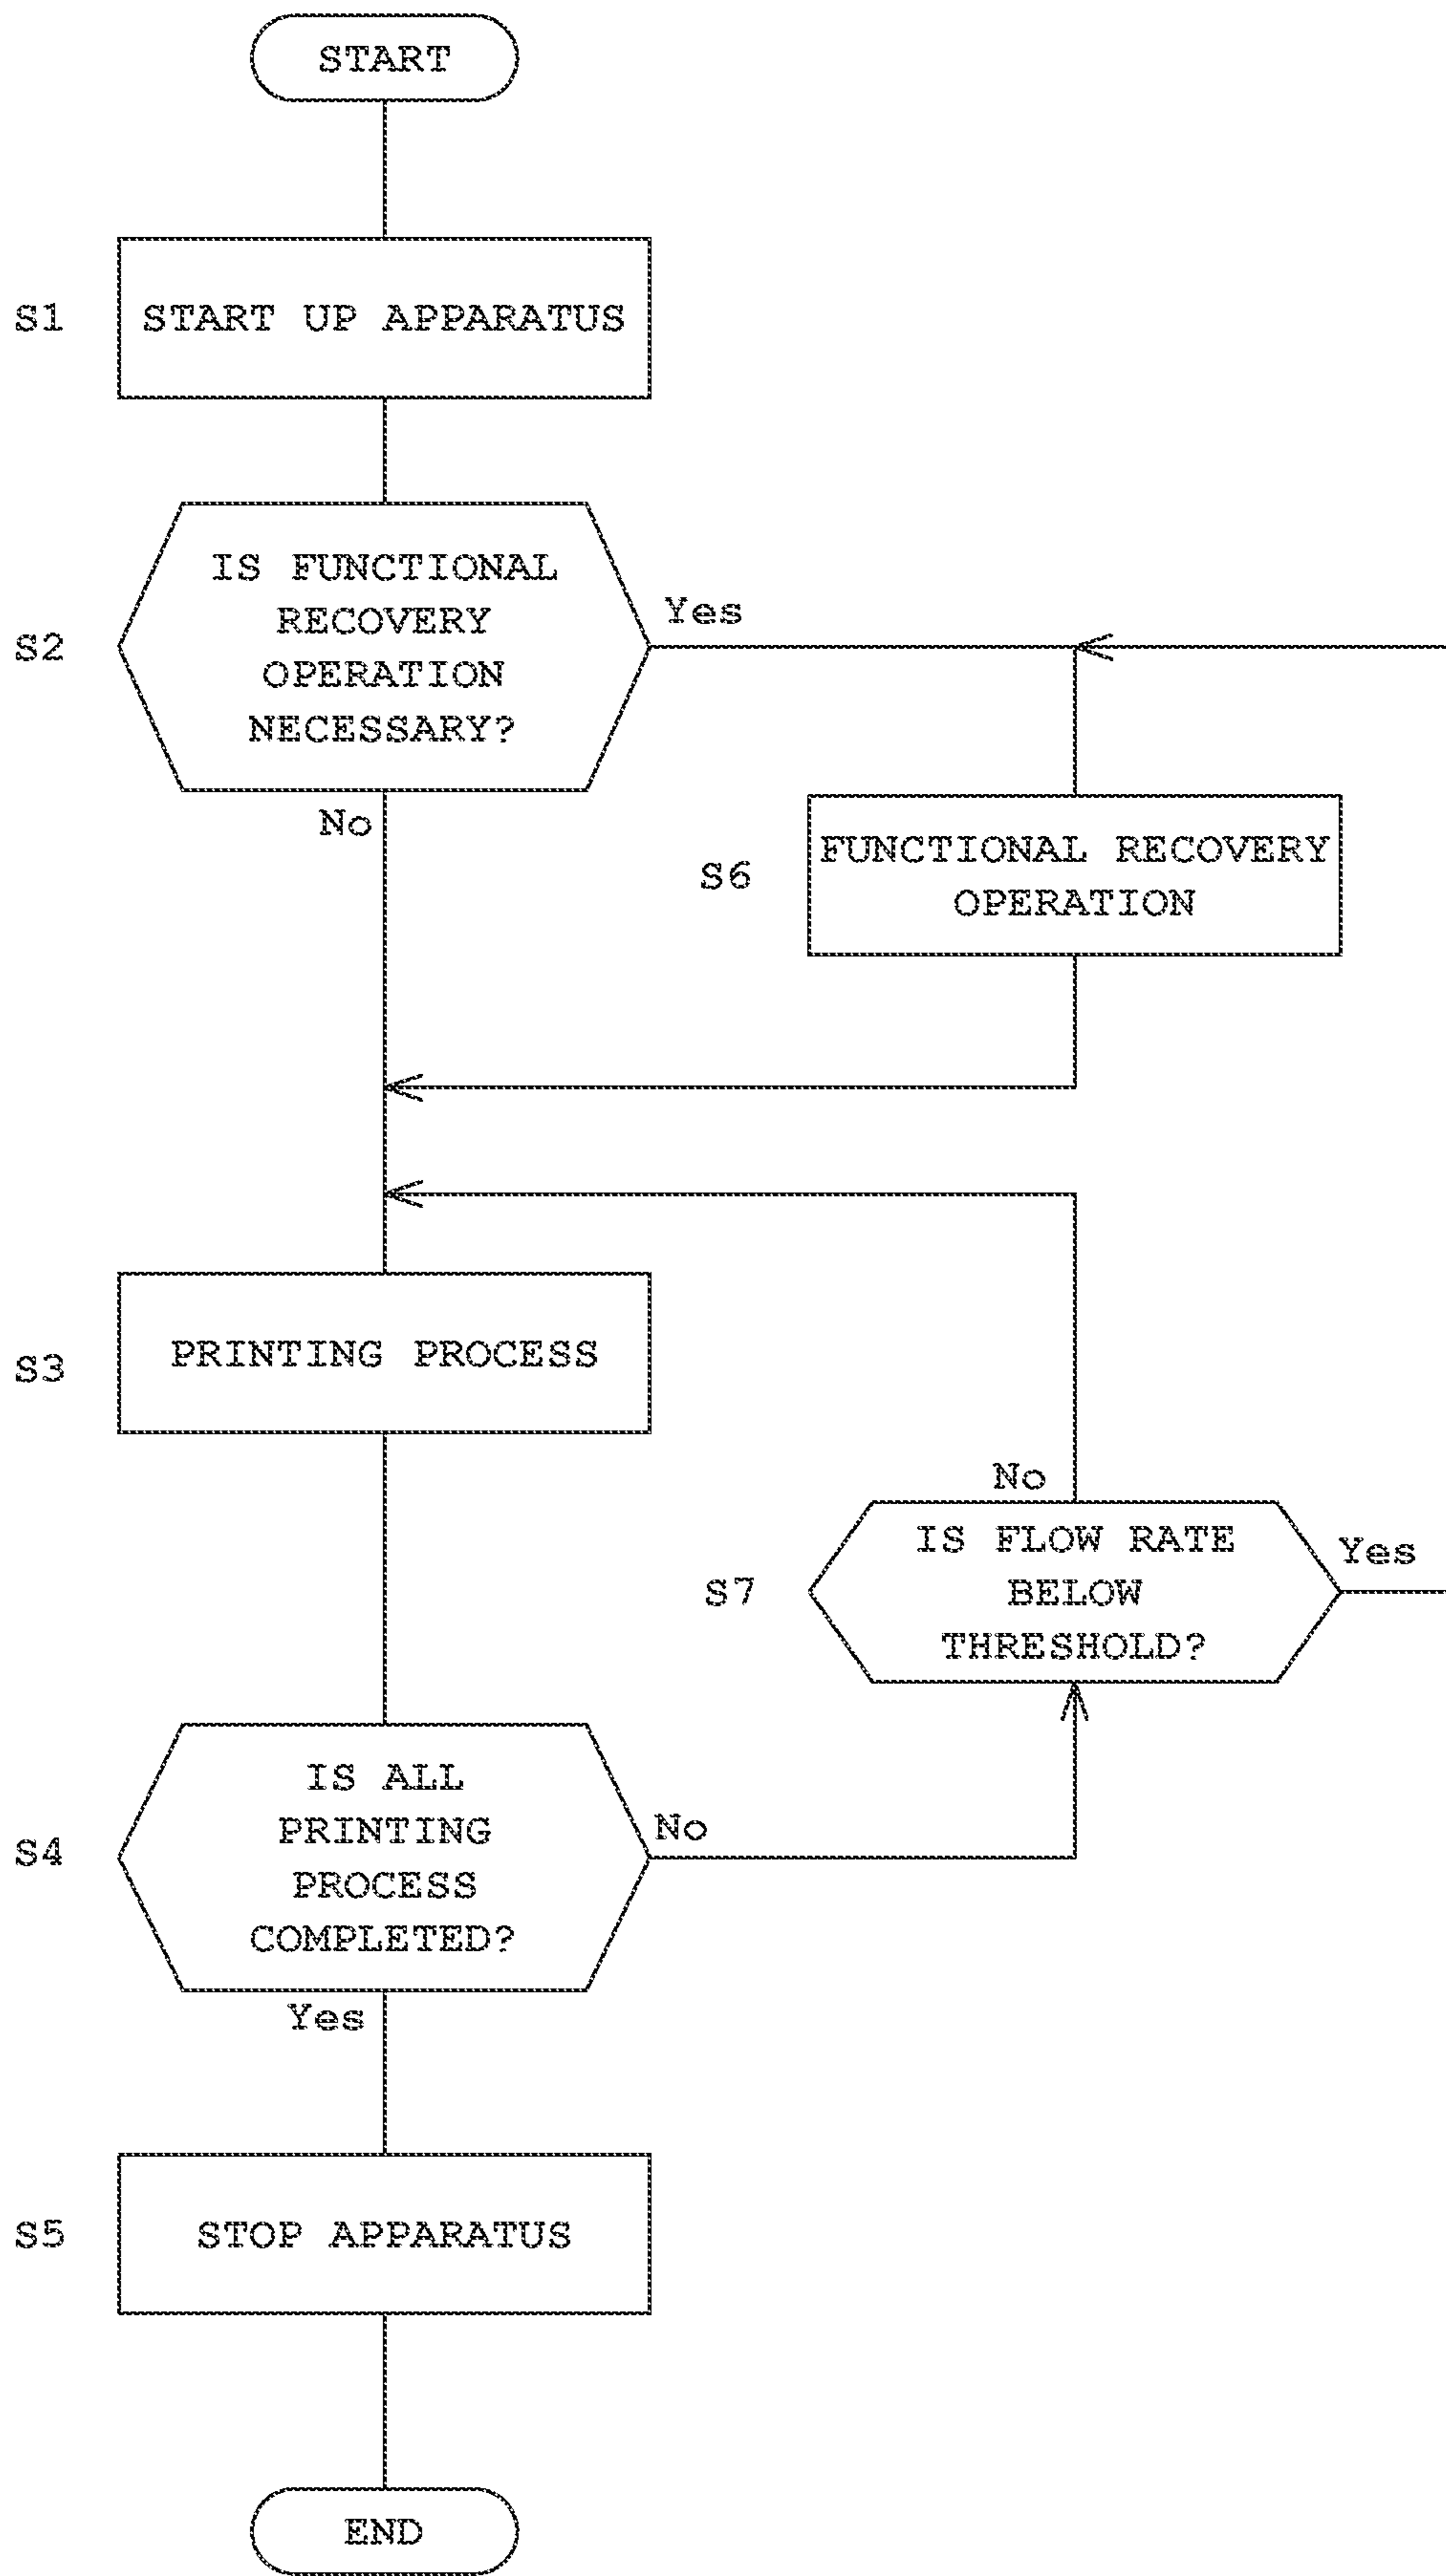 START
S1
START UP APPARATUS
S2
IS FUNCTIONAL
RECOVERY
OPERATION
NECESSARY?
Yes
No
S6
FUNCTIONAL RECOVERY
OPERATION
S3
PRINTING PROCESS
No
S7
IS FLOW RATE
BELOW
THRESHOLD?
Yes
S4
IS ALL
PRINTING
PROCESS
COMPLETED?
No
Yes
S5
STOP APPARATUS
END